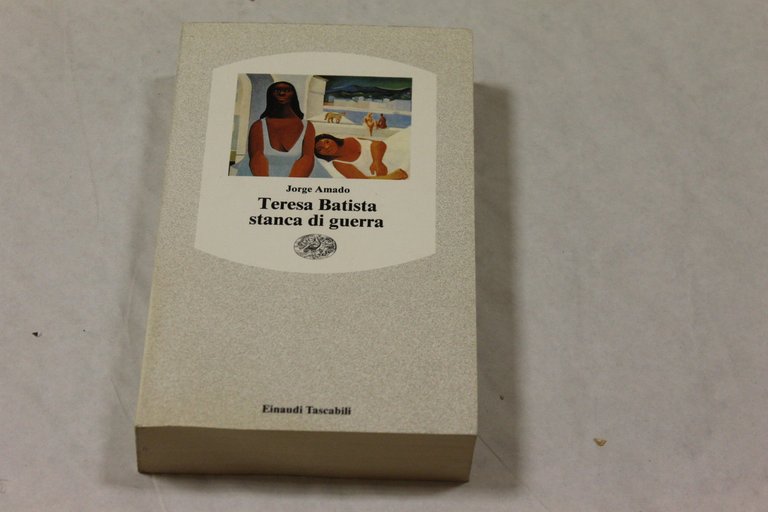 Jorge Amado
Teresa Batista
stanca di guerra
Einaudi Tascabili